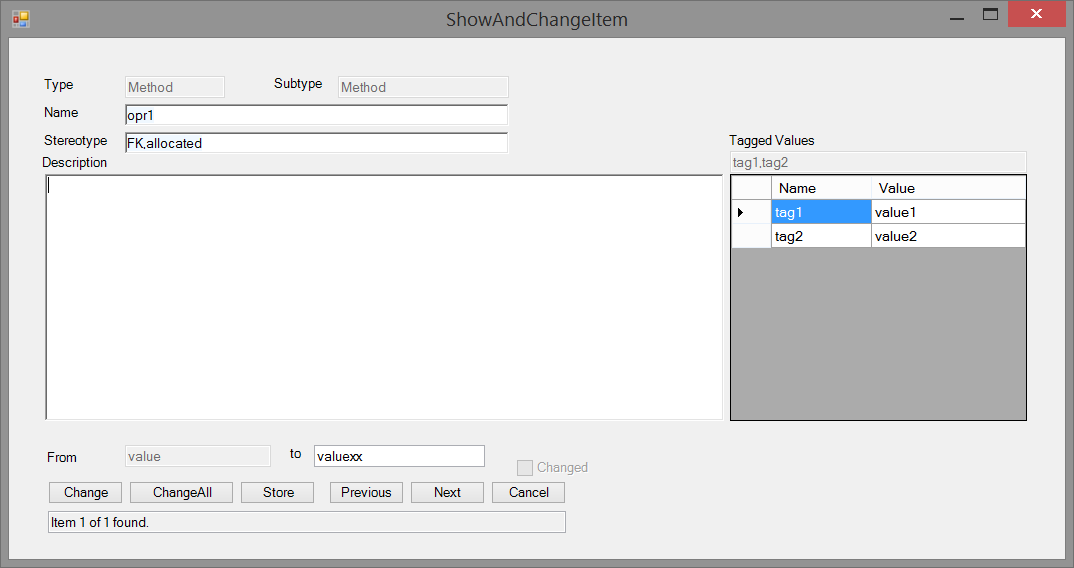 ShowAndChangeItem
Type Method Subtype Method
Name opr1
Stereotype FK,allocated
Description
Tagged Values
tag1,tag2
Name Value
tag1 value1
tag2 value2
From value to valuexx
Changed
Change ChangeAll Store Previous Next Cancel
Item 1 of 1 found.